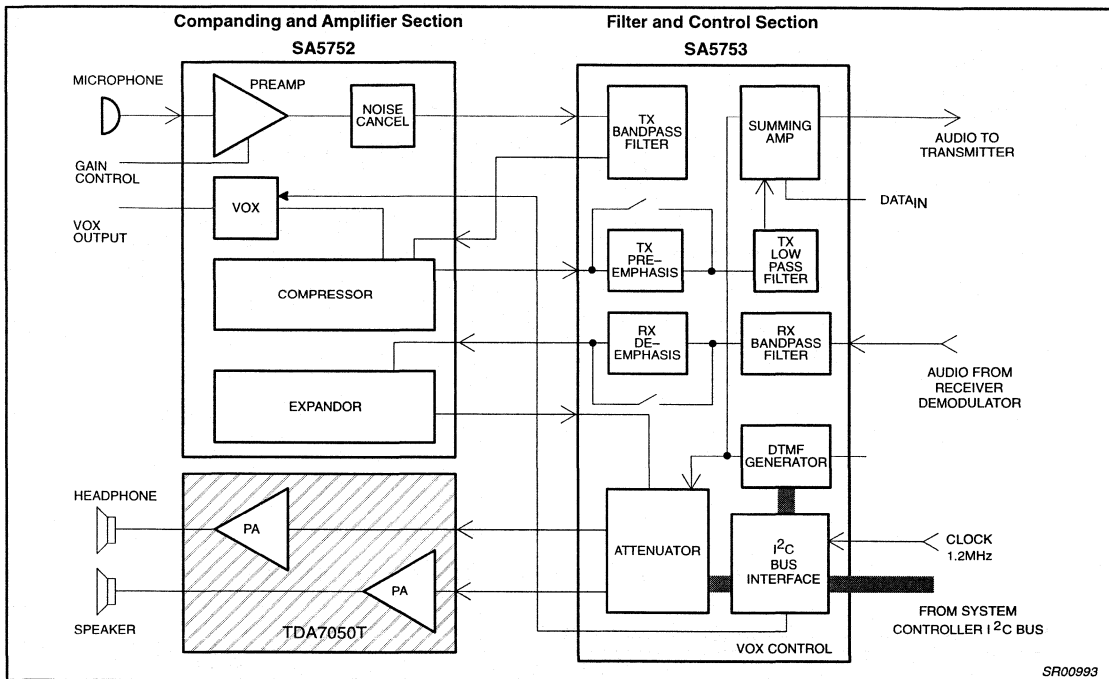 Companding and Amplifier Section
SA5752
Filter and Control Section
SA5753
MICROPHONE
PREAMP
NOISE
CANCEL
TX
BANDPASS
FILTER
SUMMING
AMP
AUDIO TO
TRANSMITTER
GAIN
CONTROL
VOX
OUTPUT
VOX
DATAIN
TX
PRE–
EMPHASIS
TX
LOW
PASS
FILTER
COMPRESSOR
RX
DE–
EMPHASIS
RX
BANDPASS
FILTER
AUDIO FROM
RECEIVER
DEMODULATOR
EXPANDOR
DTMF
GENERATOR
HEADPHONE
PA
ATTENUATOR
I2C
BUS
INTERFACE
CLOCK
1.2MHz
PA
SPEAKER
TDA7050T
FROM SYSTEM
CONTROLLER I2C BUS
VOX CONTROL
SR00993